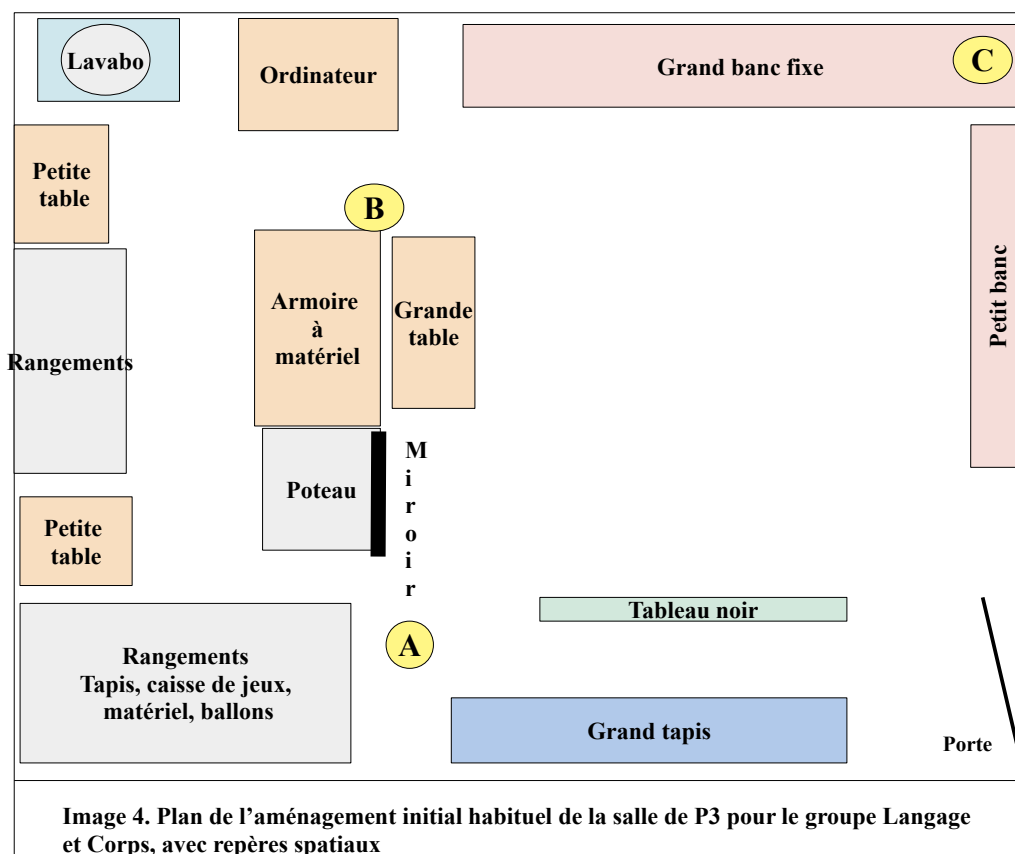 Lavabo
Ordinateur
Grand banc fixe
C
Petite
table
B
Petit banc
Armoire
à
matériel
Grande
table
Rangements
Miroir
Poteau
Petite
table
Tableau noir
A
Rangements
Tapis, caisse de jeux,
matériel, ballons
Grand tapis
Porte
Image 4. Plan de l’aménagement initial habituel de la salle de P3 pour le groupe Langage
et Corps, avec repères spatiaux